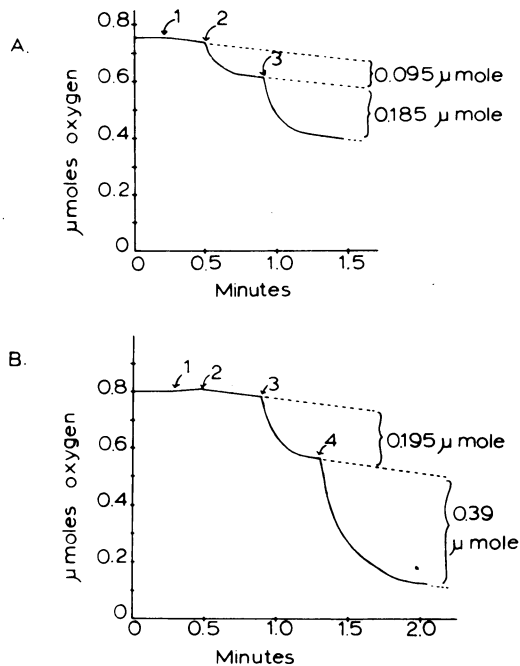 A.
µmoles oxygen
0.8
0.6
0.4
0.2
0
1
2
3
0.095 µ mole
0.185 µ mole
0
0.5
1.0
1.5
Minutes
B.
µmoles oxygen
0.8
0.6
0.4
0.2
0
1
2
3
4
0.195 µ mole
0.39
µ mole
0
0.5
1.0
1.5
2.0
Minutes